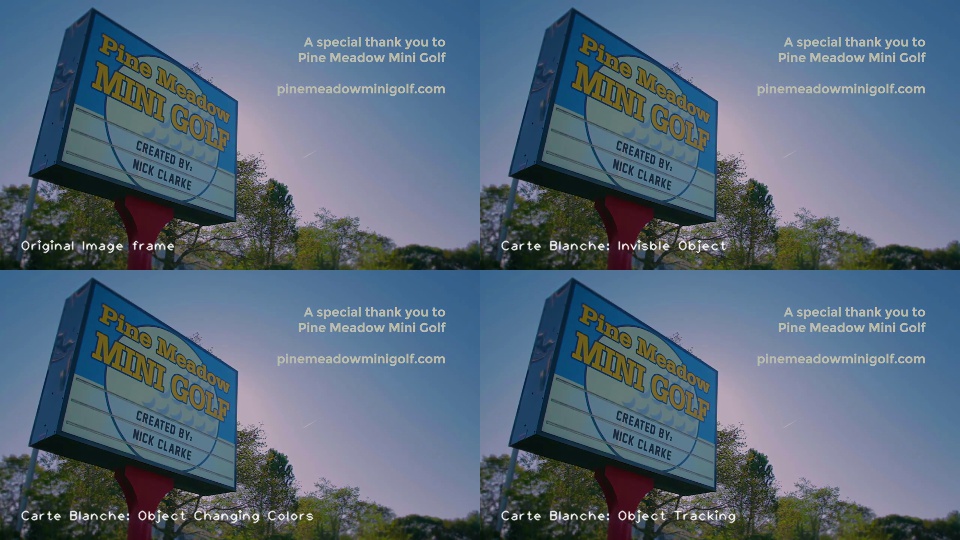 Pine Meadow
MINI GOLF
CREATED BY:
NICK CLARKE
A special thank you to
Pine Meadow Mini Golf
pinemeadowminigolf.com
Original Image frame
Pine Meadow
MINI GOLF
CREATED BY:
NICK CLARKE
A special thank you to
Pine Meadow Mini Golf
pinemeadowminigolf.com
Carte Blanche: Invisble Object
Pine Meadow
MINI GOLF
CREATED BY:
NICK CLARKE
A special thank you to
Pine Meadow Mini Golf
pinemeadowminigolf.com
Carte Blanche: Object Changing Colors
Pine Meadow
MINI GOLF
CREATED BY:
NICK CLARKE
A special thank you to
Pine Meadow Mini Golf
pinemeadowminigolf.com
Carte Blanche: Object Tracking